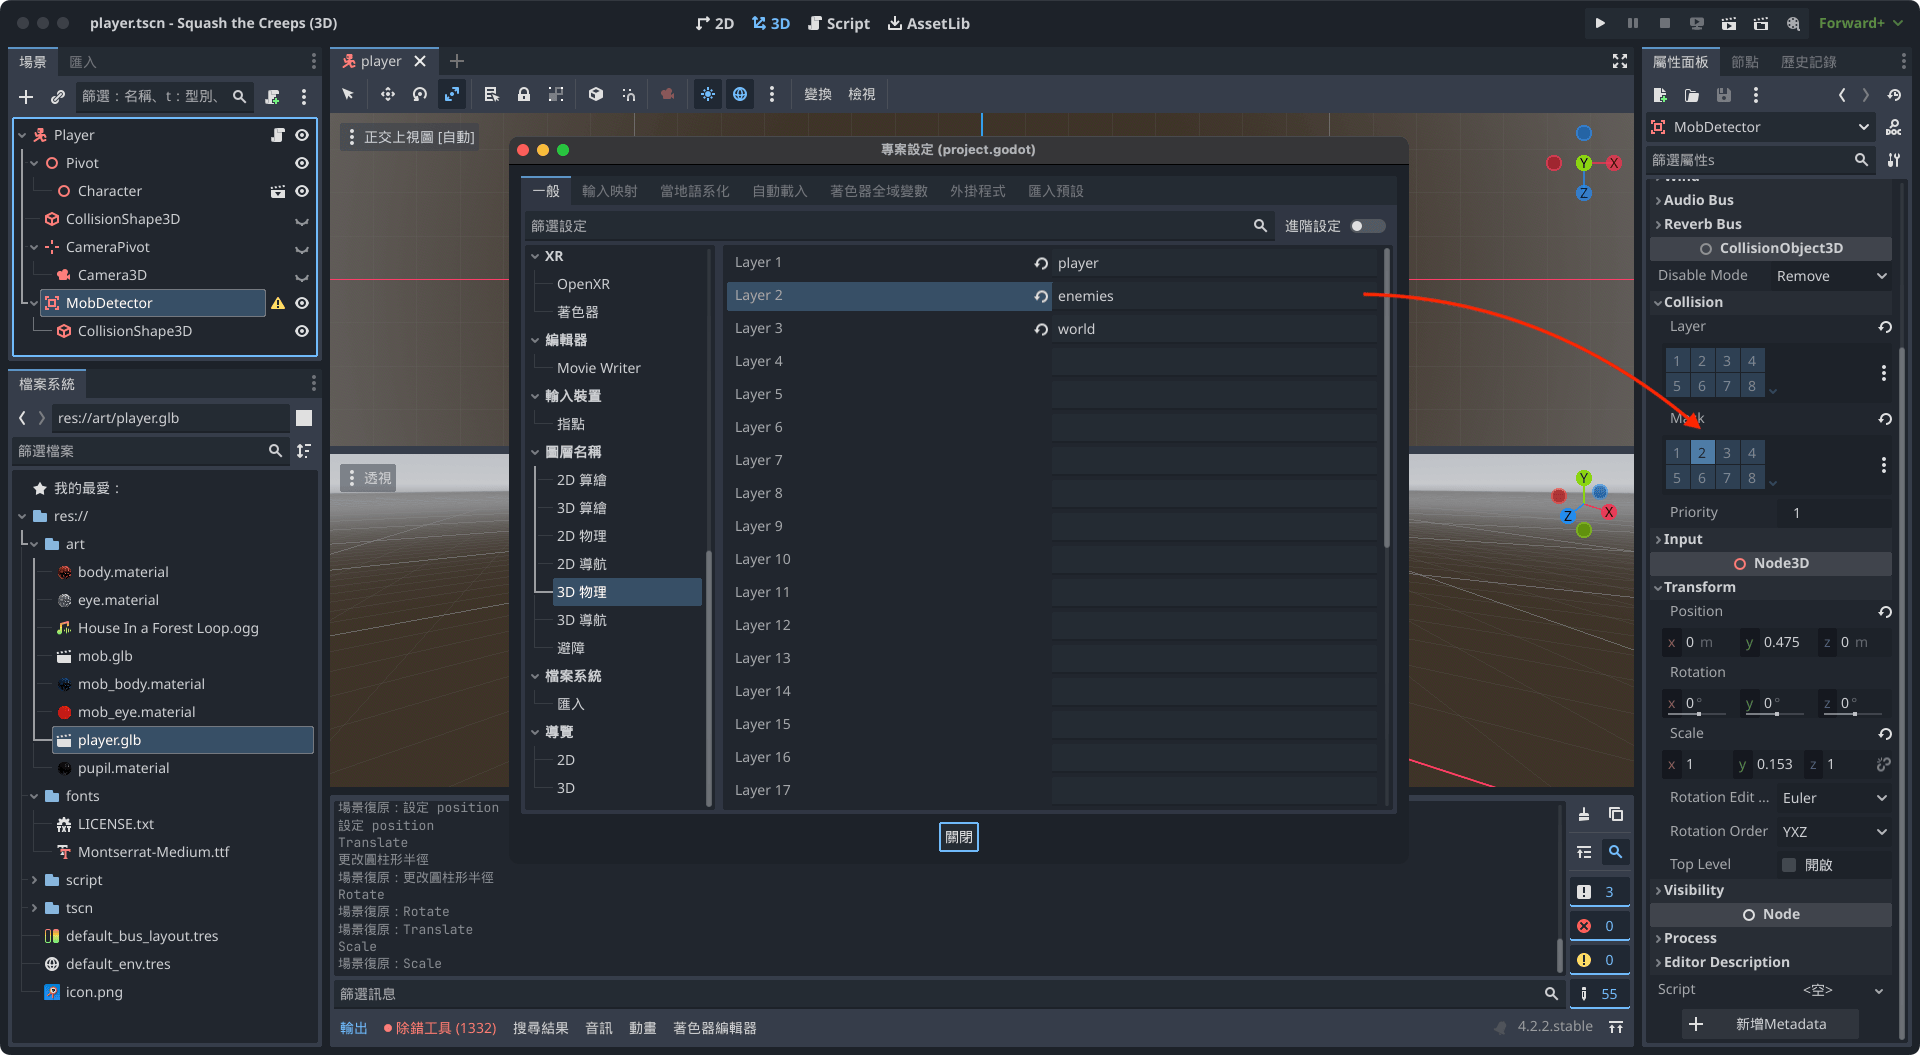 player.tscn - Squash the Creeps (3D)
2D
3D
Script
AssetLib
Forward+
場景
匯入
篩選：名稱、t：型別、
Player
Pivot
Character
CollisionShape3D
CameraPivot
Camera3D
MobDetector
CollisionShape3D
檔案系統
res://art/player.glb
篩選檔案
我的最愛：
res://
art
body.material
eye.material
House In a Forest Loop.ogg
mob.glb
mob_body.material
mob_eye.material
player.glb
pupil.material
fonts
LICENSE.txt
Montserrat-Medium.ttf
script
tscn
default_bus_layout.tres
default_env.tres
icon.png
player
變換
檢視
正交上視圖 [自動]
Y
X
Z
透視
Y
X
Z
專案設定 (project.godot)
一般
輸入映射
當地語系化
自動載入
著色器全域變數
外掛程式
匯入預設
篩選設定
進階設定
XR
OpenXR
著色器
編輯器
Movie Writer
輸入裝置
指點
圖層名稱
2D 算繪
3D 算繪
2D 物理
2D 導航
3D 物理
3D 導航
避障
檔案系統
匯入
導覽
2D
3D
Layer 1
player
Layer 2
enemies
Layer 3
world
Layer 4
Layer 5
Layer 6
Layer 7
Layer 8
Layer 9
Layer 10
Layer 11
Layer 12
Layer 13
Layer 14
Layer 15
Layer 16
Layer 17
關閉
場景復原：設定 position
設定 position
Translate
更改圓柱形半徑
場景復原：更改圓柱形半徑
Rotate
場景復原：Rotate
場景復原：Translate
Scale
場景復原：Scale
篩選訊息
3
0
0
55
輸出
除錯工具 (1332)
搜尋結果
音訊
動畫
著色器編輯器
4.2.2.stable
屬性面板
節點
歷史記錄
MobDetector
DOC
篩選屬性s
Audio Bus
Reverb Bus
CollisionObject3D
Disable Mode
Remove
Collision
Layer
1 2 3 4
5 6 7 8
1 2 3 4
5 6 7 8
Priority
1
Input
Node3D
Transform
Position
x 0 m y 0.475 z 0 m
Rotation
x 0° y 0° z 0°
Scale
x 1 y 0.153 z 1
Rotation Edit ...
Euler
Rotation Order
YXZ
Top Level
開啟
Visibility
Node
Process
Editor Description
Script
<空>
新增Metadata